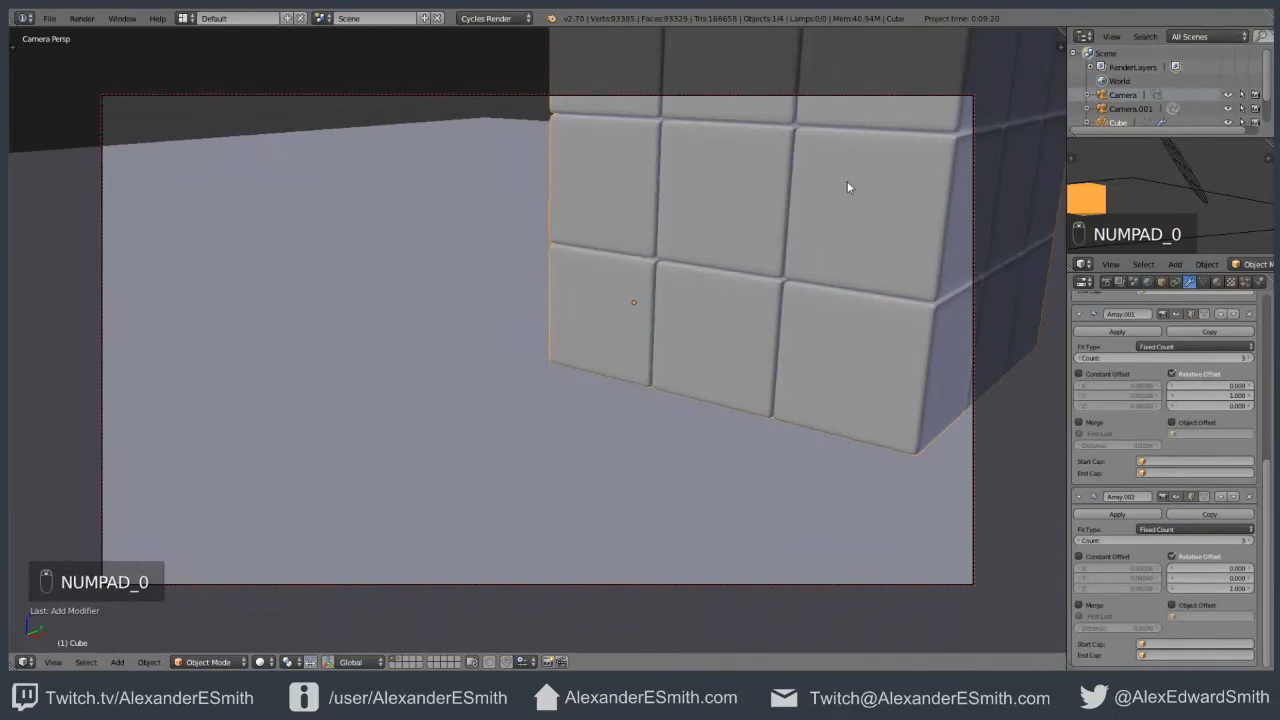 File Render Window Help Default Scene Cycles Render v2.70 | Verts:93395 | Faces:93329 | Tris:186658 | Objects:1/4 | Lamps:0/0 | Mem:40.94M | Cube Project time: 0:09:20
Camera Persp
View Search All Scenes
Scene
RenderLayers
World
Camera
Camera.001
Cube
NUMPAD_0
View Select Add Object Object M
Array.001
Apply Copy
Fit Type: Fixed Count
Count: 3
Constant Offset Relative Offset
X: 0.000
Y: 1.000
Z: 0.000
Merge Object Offset
First Last
Distance:
Start Cap:
End Cap:
Array.002
Apply Copy
Fit Type: Fixed Count
Count: 3
Constant Offset Relative Offset
X: 0.000
Y: 0.000
Z: 1.000
Merge Object Offset
First Last
Distance:
Start Cap:
End Cap:
NUMPAD_0
Last: Add Modifier
(1) Cube
View Select Add Object Object Mode Global
Twitch.tv/AlexanderESmith /user/AlexanderESmith AlexanderESmith.com Twitch@AlexanderESmith.com @AlexEdwardSmith